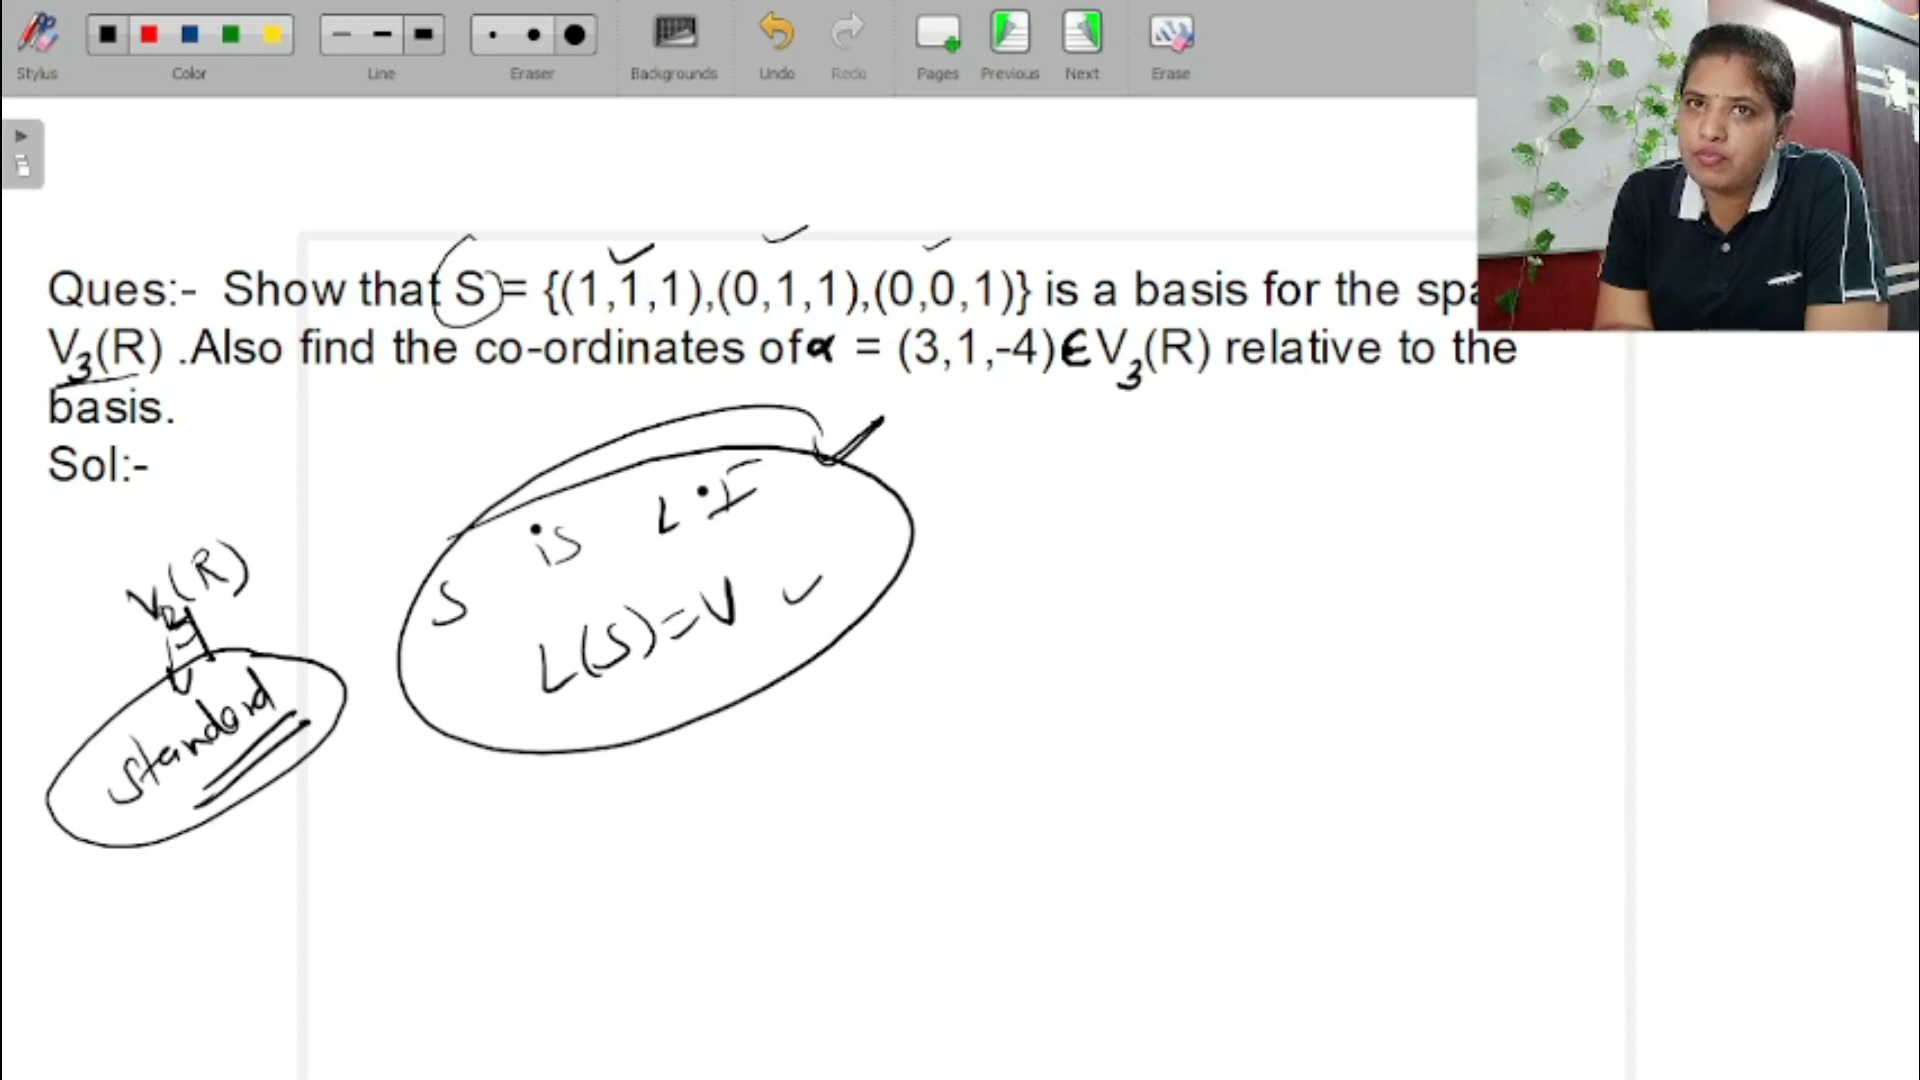 Stylus
Color
Line
Eraser
Backgrounds
Undo
Redo
Pages
Previous
Next
Erase
Ques:- Show that S = {(1,1,1),(0,1,1),(0,0,1)} is a basis for the spa
V₃(R) .Also find the co-ordinates of α = (3,1,-4) ∈ V₃(R) relative to the
basis.
Sol:-
S is L.I
L(S)=V
(R)
standard